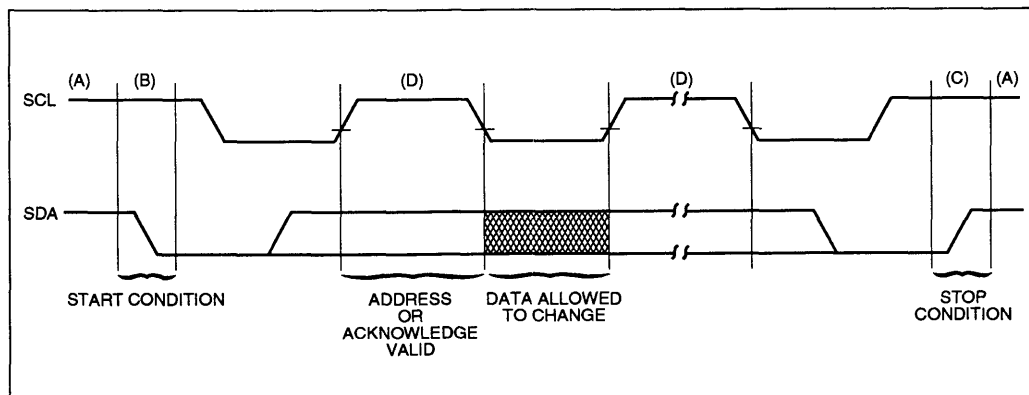 (A) (B) (D) (D) (C) (A)
SCL
SDA
START CONDITION
ADDRESS
OR
ACKNOWLEDGE
VALID
DATA ALLOWED
TO CHANGE
STOP
CONDITION